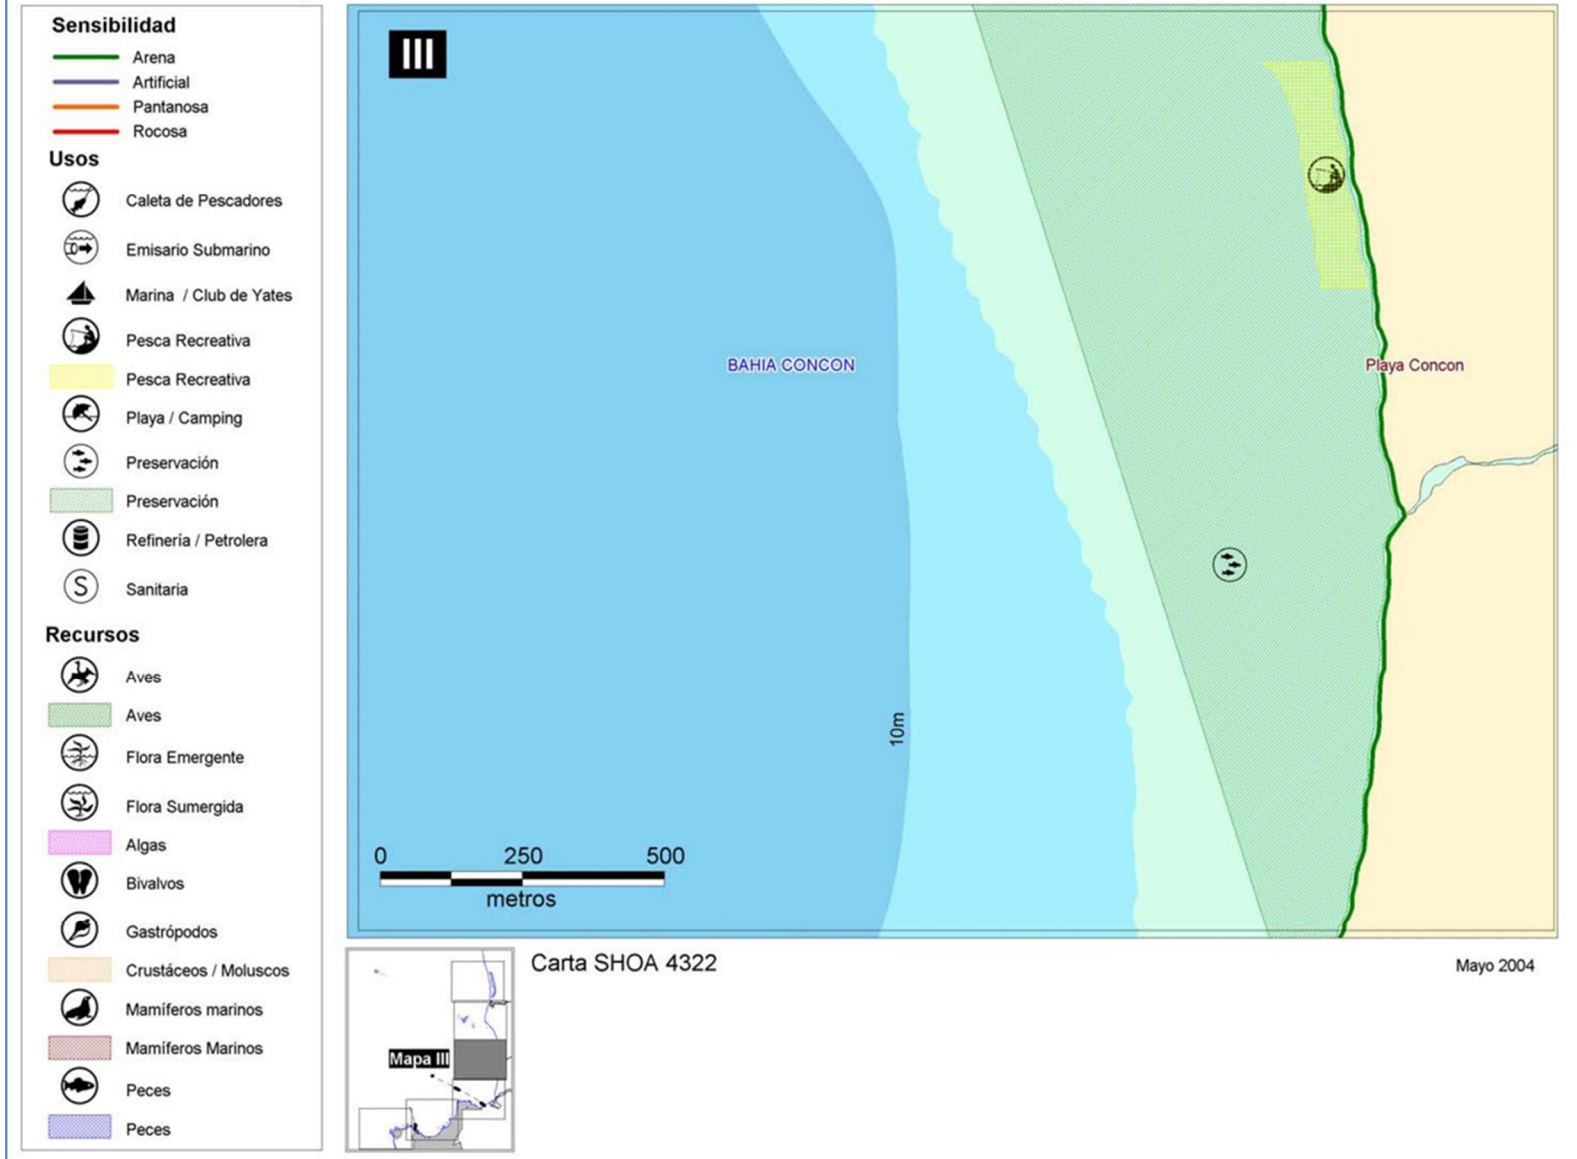 Sensibilidad
Arena
Artificial
Pantanosa
Rocosa
Usos
Caleta de Pescadores
Emisario Submarino
Marina / Club de Yates
Pesca Recreativa
Pesca Recreativa
Playa / Camping
Preservación
Preservación
Refinería / Petrolera
S
Sanitaria
Recursos
Aves
Aves
Flora Emergente
Flora Sumergida
Algas
Bivalvos
Gastrópodos
Crustáceos / Moluscos
Mamíferos marinos
Mamíferos Marinos
Peces
Peces
III
BAHIA CONCON
Playa Concon
10m
0 250 500
metros
Mapa III
Carta SHOA 4322
Mayo 2004